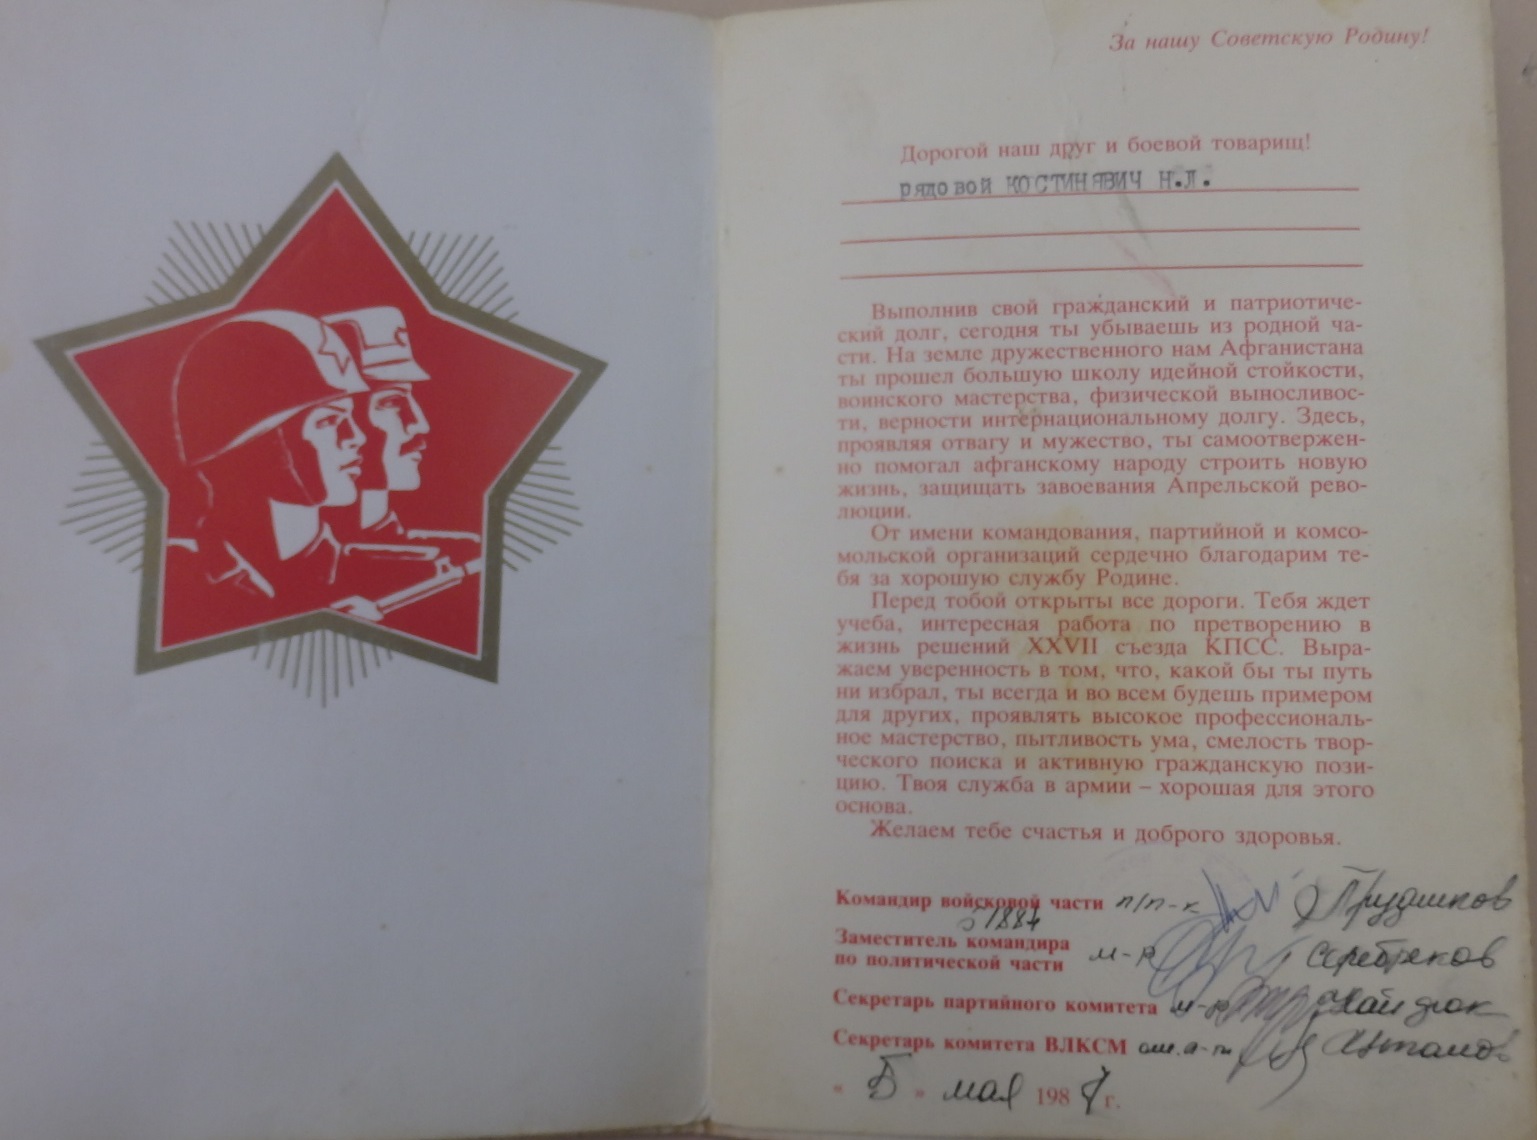 За нашу Советскую Родину!
Дорогой наш друг и боевой товарищ!
рядовой КОСТИНЯВИЧ Н.Л.
Выполнив свой гражданский и патриотиче-
ский долг, сегодня ты убываешь из родной ча-
сти. На земле дружественного нам Афганистана
ты прошел большую школу идейной стойкости,
воинского мастерства, физической выносливос-
ти, верности интернациональному долгу. Здесь,
проявляя отвагу и мужество, ты самоотвержен-
но помогал афганскому народу строить новую
жизнь, защищать завоевания Апрельской рево-
люции.
От имени командования, партийной и комсо-
мольской организаций сердечно благодарим те-
бя за хорошую службу Родине.
Перед тобой открыты все дороги. Тебя ждет
учеба, интересная работа по претворению в
жизнь решений XXVII съезда КПСС. Выра-
жаем уверенность в том, что, какой бы ты путь
ни избрал, ты всегда и во всем будешь примером
для других, проявлять высокое профессиональ-
ное мастерство, пытливость ума, смелость твор-
ческого поиска и активную гражданскую пози-
цию. Твоя служба в армии – хорошая для этого
основа.
Желаем тебе счастья и доброго здоровья.
Командир войсковой части п/п-к
51884
Заместитель командира
по политической части м-р Серебряков
Секретарь партийного комитета м-р
Секретарь комитета ВЛКСМ
« 5 » мая 1987 г.